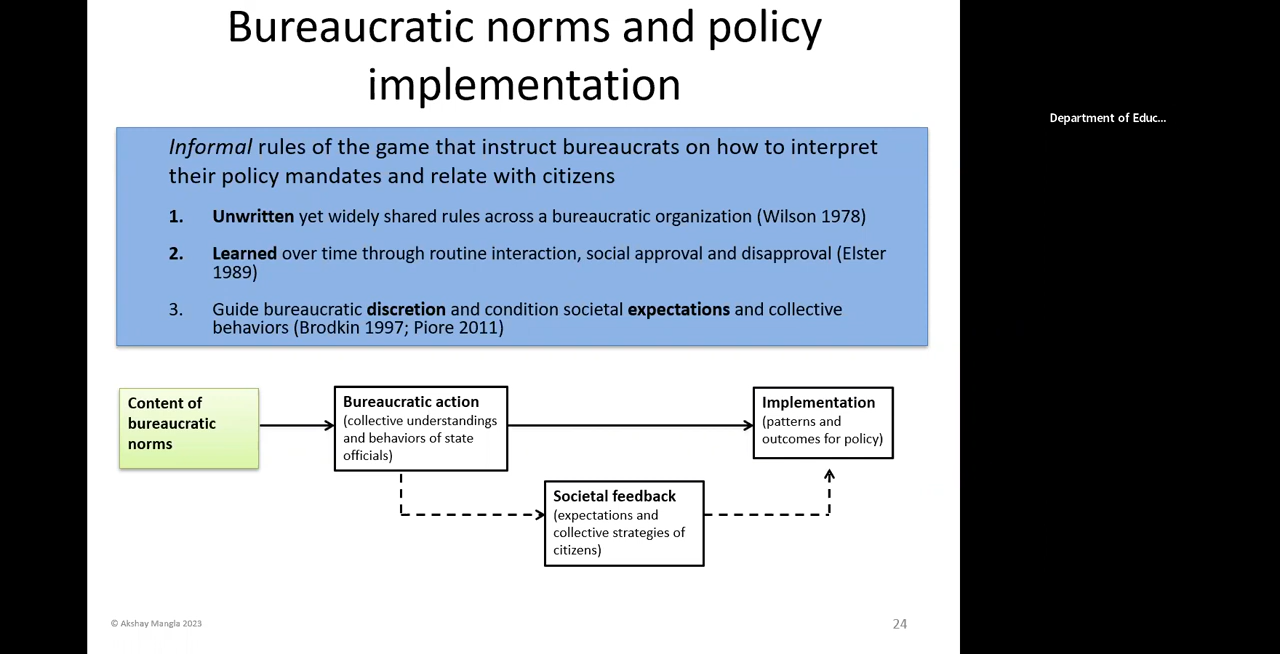 Bureaucratic norms and policy
implementation
Informal rules of the game that instruct bureaucrats on how to interpret
their policy mandates and relate with citizens
1. Unwritten yet widely shared rules across a bureaucratic organization (Wilson 1978)
2. Learned over time through routine interaction, social approval and disapproval (Elster
1989)
3. Guide bureaucratic discretion and condition societal expectations and collective
behaviors (Brodkin 1997; Piore 2011)
Content of
bureaucratic
norms
Bureaucratic action
(collective understandings
and behaviors of state
officials)
Implementation
(patterns and
outcomes for policy)
Societal feedback
(expectations and
collective strategies of
citizens)
© Akshay Mangla 2023
24
Department of Educ...